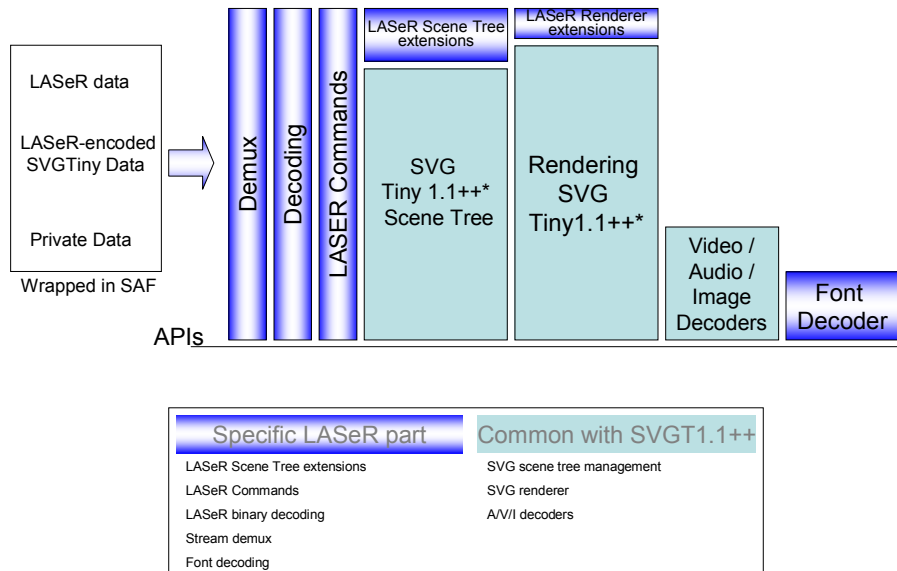 LASeR Scene Tree
extensions
LASeR Renderer
extensions
LASeR data
LASeR-encoded
SVGTiny Data
Private Data
Wrapped in SAF
Demux
Decoding
LASER Commands
SVG
Tiny 1.1++*
Scene Tree
Rendering
SVG
Tiny1.1++*
Video /
Audio /
Image
Decoders
Font
Decoder
APIs
Specific LASeR part
LASeR Scene Tree extensions
LASeR Commands
LASeR binary decoding
Stream demux
Font decoding
Common with SVGT1.1++
SVG scene tree management
SVG renderer
A/V/I decoders